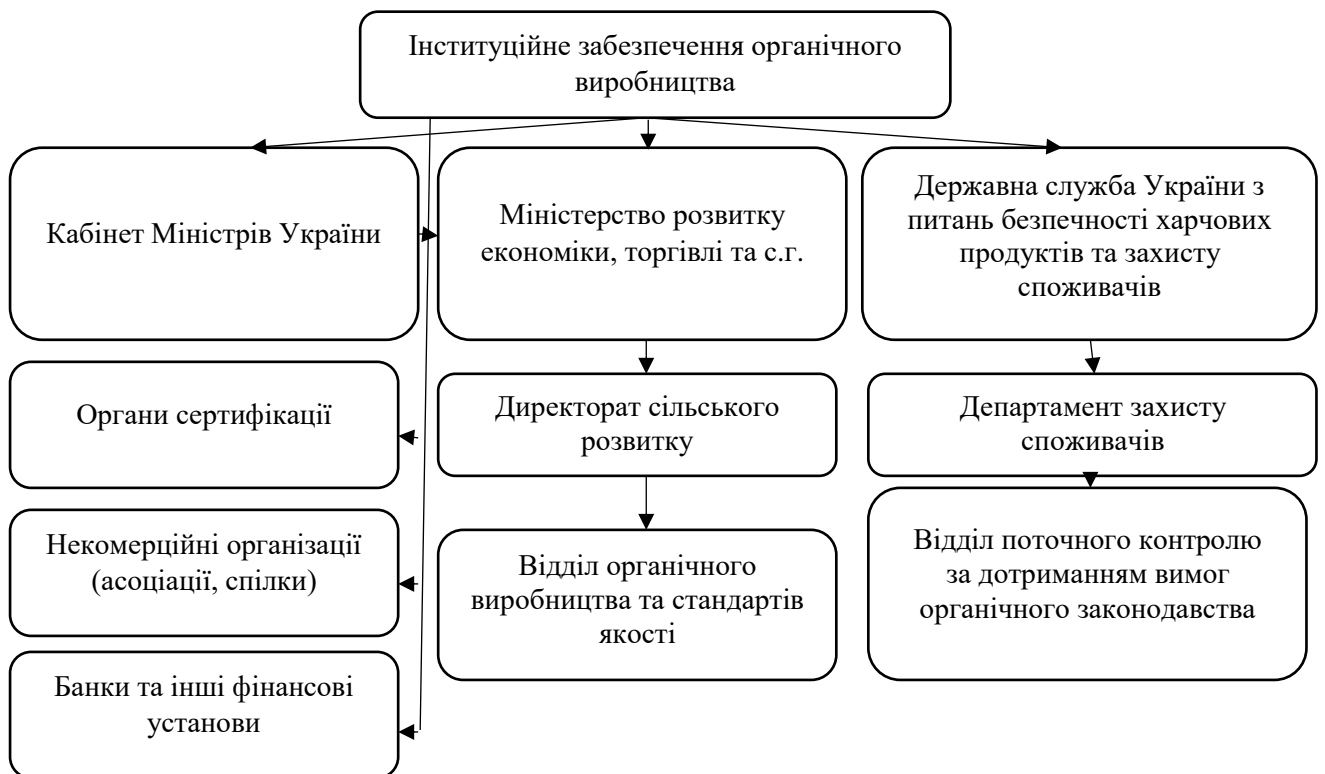 Інституційне забезпечення органічного
виробництва
Кабінет Міністрів України
Міністерство розвитку
економіки, торгівлі та с.г.
Державна служба України з
питань безпечності харчових
продуктів та захисту
споживачів
Органи сертифікації
Директорат сільського
розвитку
Департамент захисту
споживачів
Некомерційні організації
(асоціації, спілки)
Відділ органічного
виробництва та стандартів
якості
Відділ поточного контролю
за дотриманням вимог
органічного законодавства
Банки та інші фінансові
установи